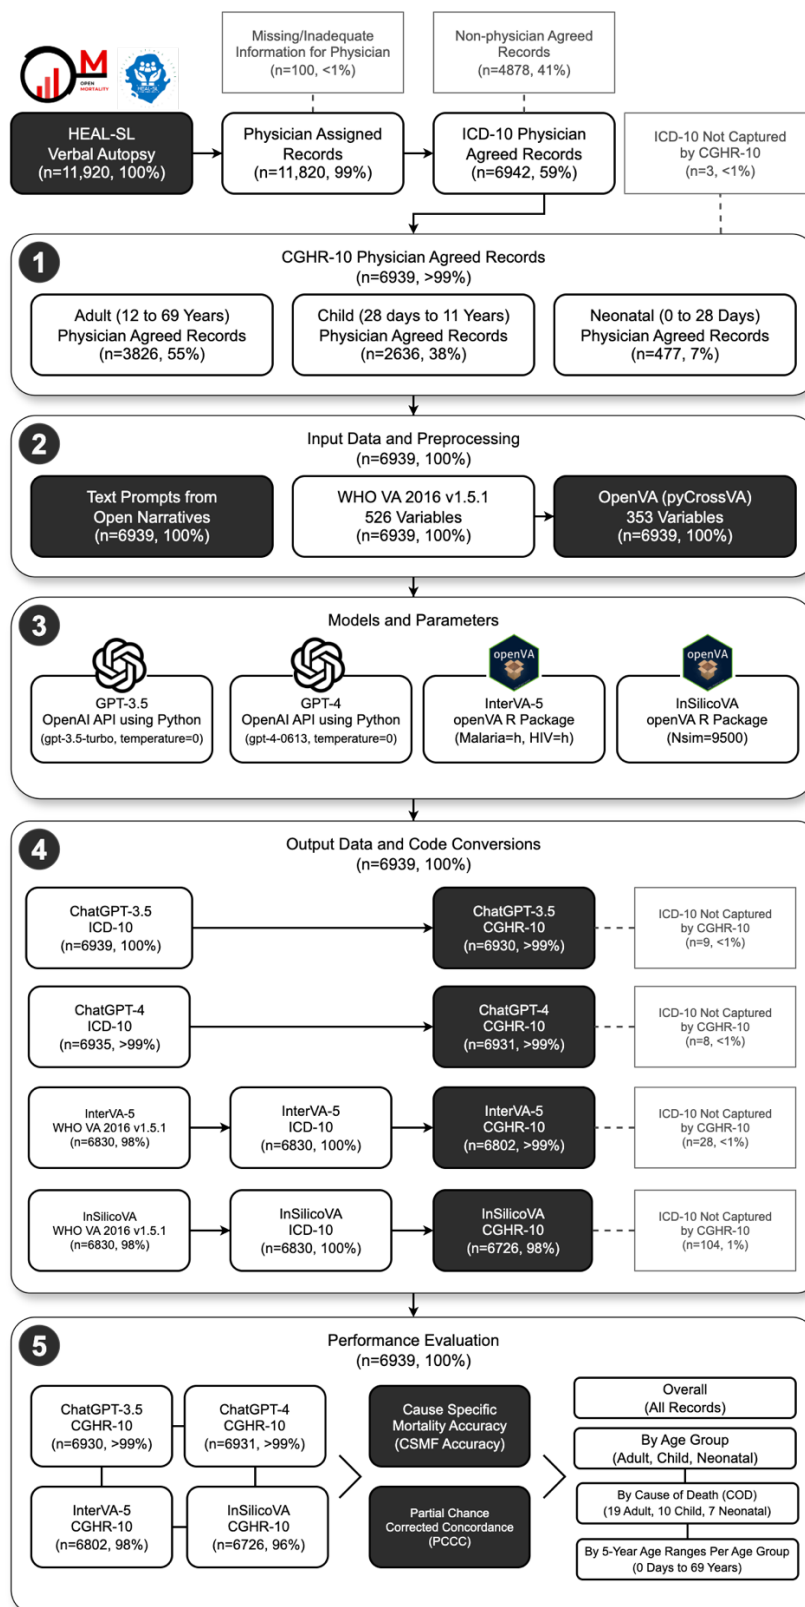 Missing/Inadequate
Information for Physician
(n=100, <1%)
Non-physician Agreed
Records
(n=4878, 41%)
M
OPEN
MORTALITY
HEAL-SL
HEAL-SL
Verbal Autopsy
(n=11,920, 100%)
Physician Assigned
Records
(n=11,820, 99%)
ICD-10 Physician
Agreed Records
(n=6942, 59%)
ICD-10 Not Captured
by CGHR-10
(n=3, <1%)
1
CGHR-10 Physician Agreed Records
(n=6939, >99%)
Adult (12 to 69 Years)
Physician Agreed Records
(n=3826, 55%)
Child (28 days to 11 Years)
Physician Agreed Records
(n=2636, 38%)
Neonatal (0 to 28 Days)
Physician Agreed Records
(n=477, 7%)
2
Input Data and Preprocessing
(n=6939, 100%)
Text Prompts from
Open Narratives
(n=6939, 100%)
WHO VA 2016 v1.5.1
526 Variables
(n=6939, 100%)
OpenVA (pyCrossVA)
353 Variables
(n=6939, 100%)
3
Models and Parameters
GPT-3.5
OpenAI API using Python
(gpt-3.5-turbo, temperature=0)
GPT-4
OpenAI API using Python
(gpt-4-0613, temperature=0)
openVA
InterVA-5
openVA R Package
(Malaria=h, HIV=h)
openVA
InSilicoVA
openVA R Package
(Nsim=9500)
4
Output Data and Code Conversions
(n=6939, 100%)
ChatGPT-3.5
ICD-10
(n=6939, 100%)
ChatGPT-3.5
CGHR-10
(n=6930, >99%)
ICD-10 Not Captured
by CGHR-10
(n=9, <1%)
ChatGPT-4
ICD-10
(n=6935, >99%)
ChatGPT-4
CGHR-10
(n=6931, >99%)
ICD-10 Not Captured
by CGHR-10
(n=8, <1%)
InterVA-5
WHO VA 2016 v1.5.1
(n=6830, 98%)
InterVA-5
ICD-10
(n=6830, 100%)
InterVA-5
CGHR-10
(n=6802, >99%)
ICD-10 Not Captured
by CGHR-10
(n=28, <1%)
InSilicoVA
WHO VA 2016 v1.5.1
(n=6830, 98%)
InSilicoVA
ICD-10
(n=6830, 100%)
InSilicoVA
CGHR-10
(n=6726, 98%)
ICD-10 Not Captured
by CGHR-10
(n=104, 1%)
5
Performance Evaluation
(n=6939, 100%)
ChatGPT-3.5
CGHR-10
(n=6930, >99%)
ChatGPT-4
CGHR-10
(n=6931, >99%)
InterVA-5
CGHR-10
(n=6802, 98%)
InSilicoVA
CGHR-10
(n=6726, 96%)
Cause Specific
Mortality Accuracy
(CSMF Accuracy)
Partial Chance
Corrected Concordance
(PCCC)
Overall
(All Records)
By Age Group
(Adult, Child, Neonatal)
By Cause of Death (COD)
(19 Adult, 10 Child, 7 Neonatal)
By 5-Year Age Ranges Per Age Group
(0 Days to 69 Years)